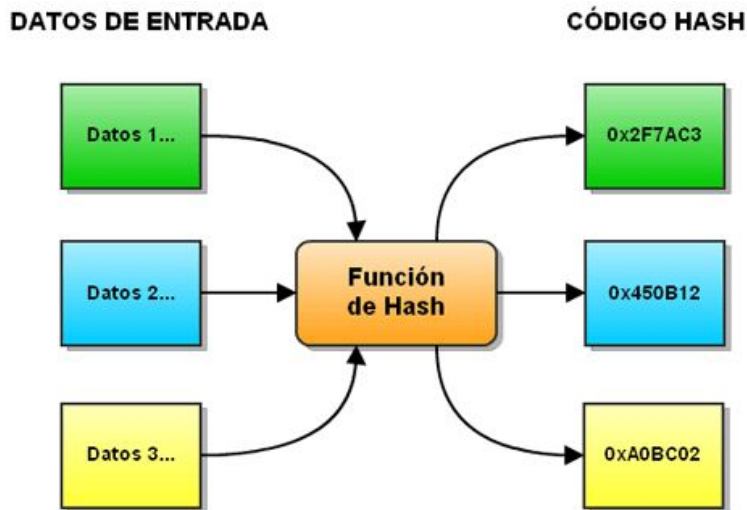 DATOS DE ENTRADA
CÓDIGO HASH
Datos 1...
0x2F7AC3
Datos 2...
Función
de Hash
0x450B12
Datos 3...
0xA0BC02